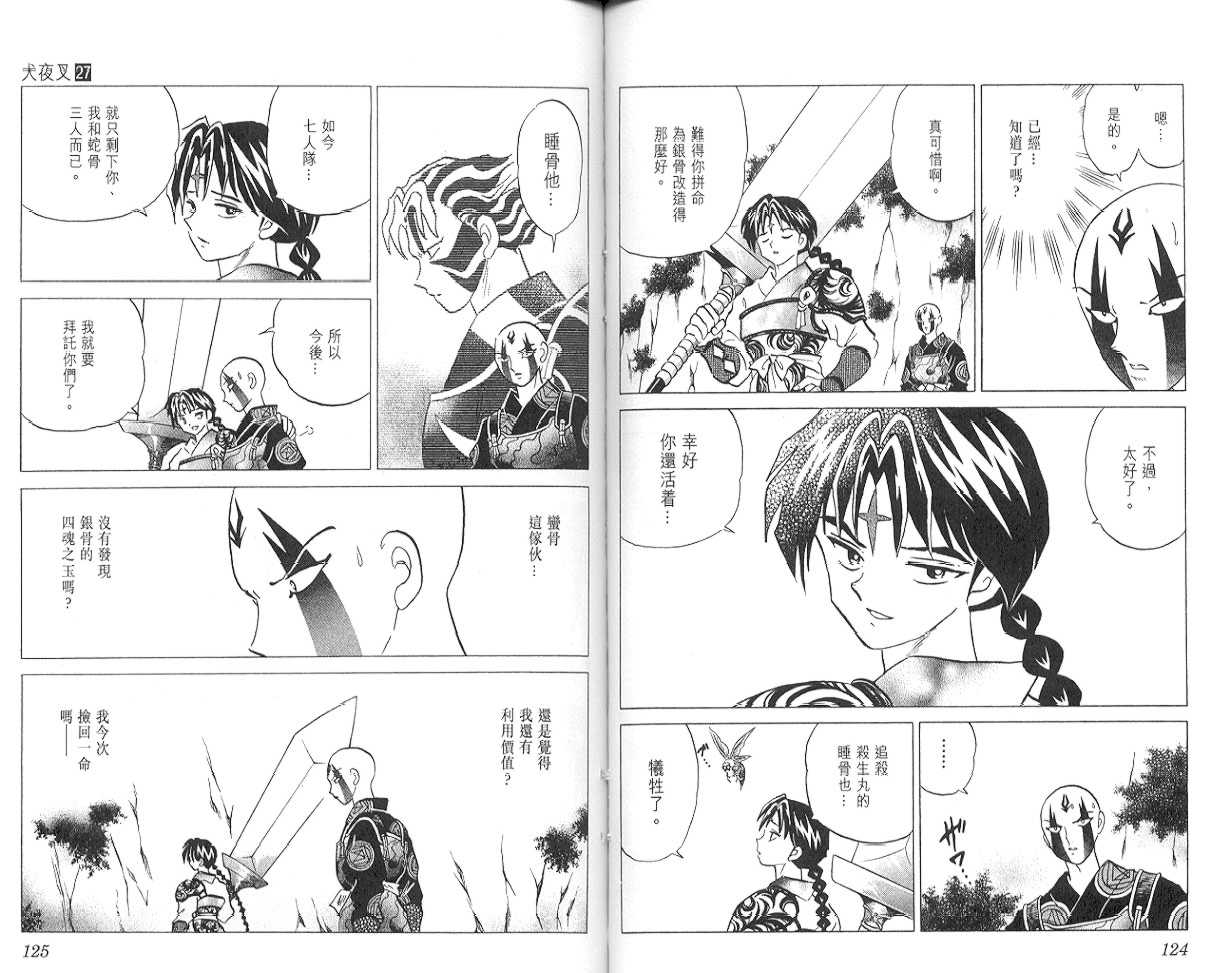 嗯…
是的。
已經…
知道了嗎?
真可惜啊。
難得你拼命
為銀骨改造得
那麼好。
不過,
太好了。
幸好
你還活着…
……
追殺
殺生丸的
睡骨也…
犧牲了。
124
犬夜叉27
睡骨他…
如今
七人隊…
就只剩下你、
我和蛇骨
三人而已。
所以
今後…
我就要
拜託你們了。
蠻骨
這傢伙…
沒有發現
銀骨的
四魂之玉嗎?
還是覺得
我還有
利用價值?
我今次
撿回一命
嗎——
125